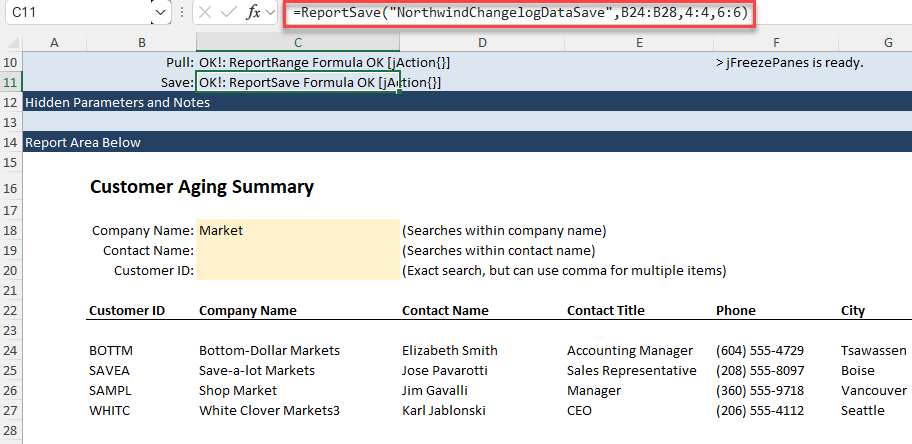 C11 fx =ReportSave("NorthwindChangelogDataSave",B24:B28,4:4,6:6)
A B C D E F G
10 Pull: OK!: ReportRange Formula OK [jAction{}] > jFreezePanes is ready.
11 Save: OK!: ReportSave Formula OK [jAction{}]
12 Hidden Parameters and Notes
13
14 Report Area Below
15
16 Customer Aging Summary
17
18 Company Name: Market (Searches within company name)
19 Contact Name: (Searches within contact name)
20 Customer ID: (Exact search, but can use comma for multiple items)
21
22 Customer ID Company Name Contact Name Contact Title Phone City
23
24 BOTTM Bottom-Dollar Markets Elizabeth Smith Accounting Manager (604) 555-4729 Tsawassen
25 SAVEA Save-a-lot Markets Jose Pavarotti Sales Representative (208) 555-8097 Boise
26 SAMPL Shop Market Jim Gavalli Manager (360) 555-9718 Vancouver
27 WHITC White Clover Markets3 Karl Jablonski CEO (206) 555-4112 Seattle
28